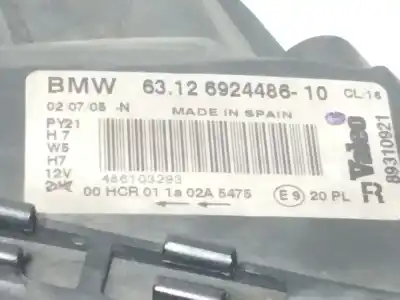 BMW 63.12 6924486-10 CL:16
02 07 05 -N MADE IN SPAIN
PY21
H 7
W5
H7
12V
486103293
00 HCR 01 1a 02A 5475 E9 20 PL
Valeo
R 89310921